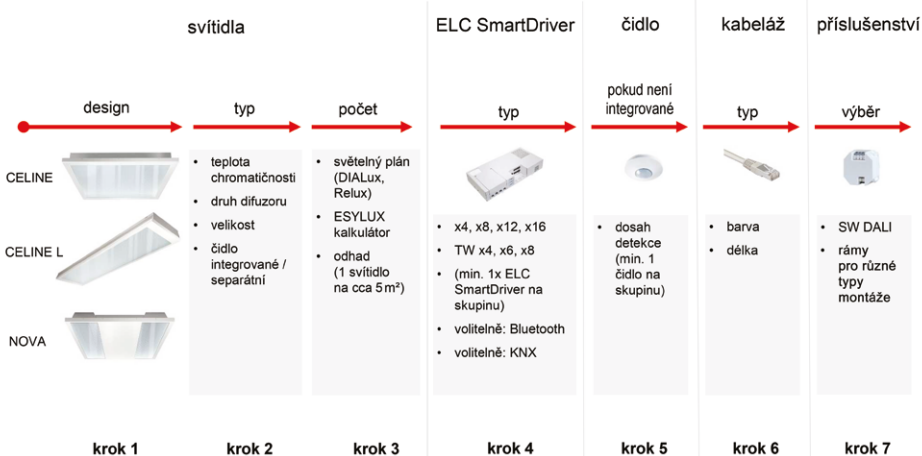 svítidla
ELC SmartDriver
čidlo
kabeláž
příslušenství
design
typ
počet
typ
pokud není
integrované
typ
výběr
CELINE
CELINE L
NOVA
• teplota
chromatičnosti
• druh difuzoru
• velikost
• čidlo
integrované /
separátní
• světelný plán
(DIALux,
Relux)
• ESYLUX
kalkulátor
• odhad
(1 svítidlo
na cca 5 m²)
• x4, x8, x12, x16
• TW x4, x6, x8
• (min. 1x ELC
SmartDriver na
skupinu)
• volitelně: Bluetooth
• volitelně: KNX
• dosah
detekce
(min. 1
čidlo na
skupinu)
• barva
• délka
• SW DALI
• rámy
pro různé
typy
montáže
krok 1
krok 2
krok 3
krok 4
krok 5
krok 6
krok 7